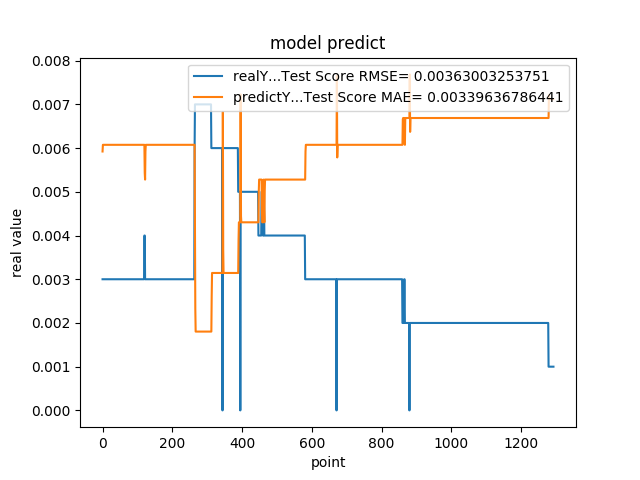 model predict
realY...Test Score RMSE= 0.00363003253751
predictY...Test Score MAE= 0.00339636786441
real value
0.008
0.007
0.006
0.005
0.004
0.003
0.002
0.001
0.000
0 200 400 600 800 1000 1200
point